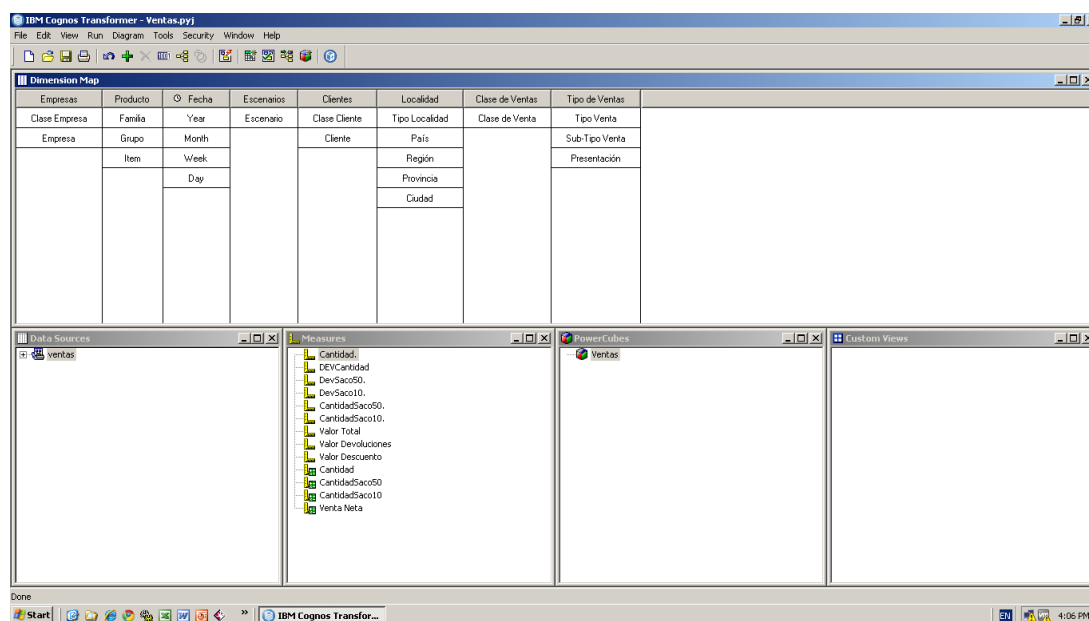 IBM Cognos Transformer - Ventas.pyj
File Edit View Run Diagram Tools Security Window Help
Dimension Map
Empresas Producto Fecha Escenarios Clientes Localidad Clase de Ventas Tipo de Ventas
Clase Empresa Familia Year Escenario Clase Cliente Tipo Localidad Clase de Venta Tipo Venta
Empresa Grupo Month Cliente País Sub-Tipo Venta
Item Week Región Presentación
Day Provincia
Ciudad
Data Sources
ventas
Measures
Cantidad.
DEVCantidad
DevSaco50.
DevSaco10.
CantidadSaco50.
CantidadSaco10.
Valor Total
Valor Devoluciones
Valor Descuento
Cantidad
CantidadSaco50
CantidadSaco10
Venta Neta
PowerCubes
Ventas
Custom Views
Done
Start » IBM Cognos Transfor... EN 4:06 PM